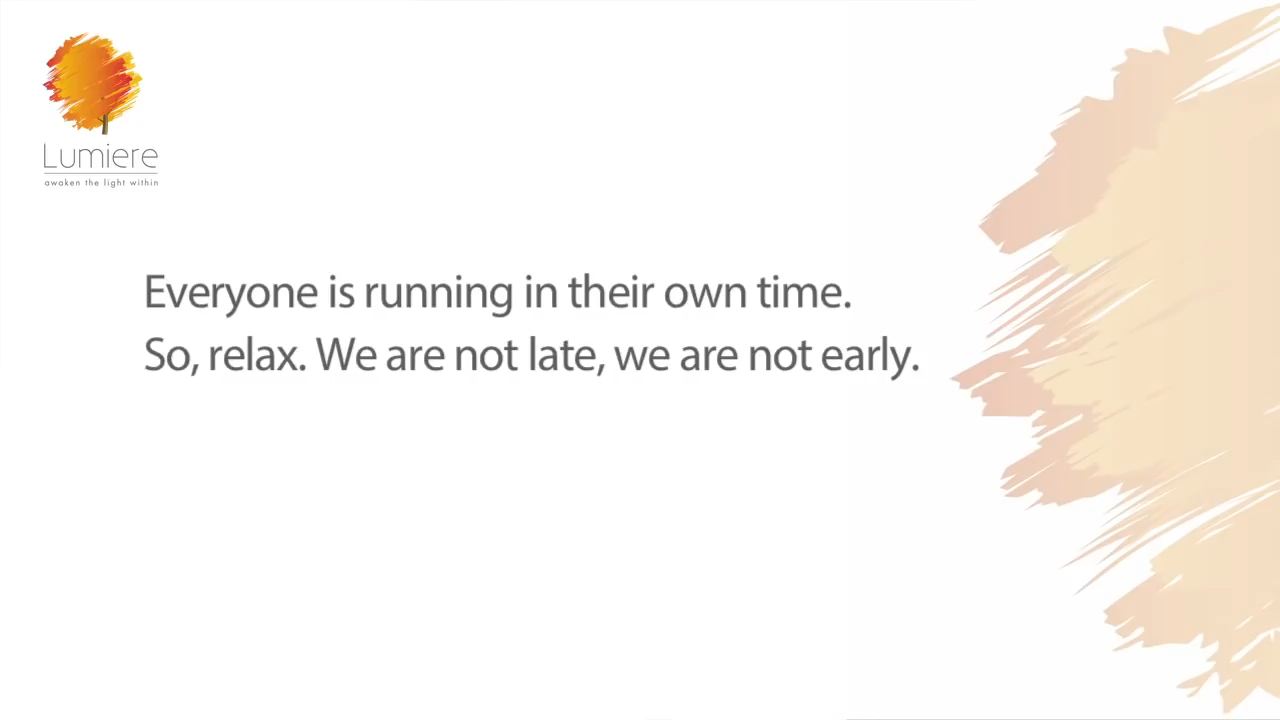 Lumiere
awaken the light within
Everyone is running in their own time.
So, relax. We are not late, we are not early.